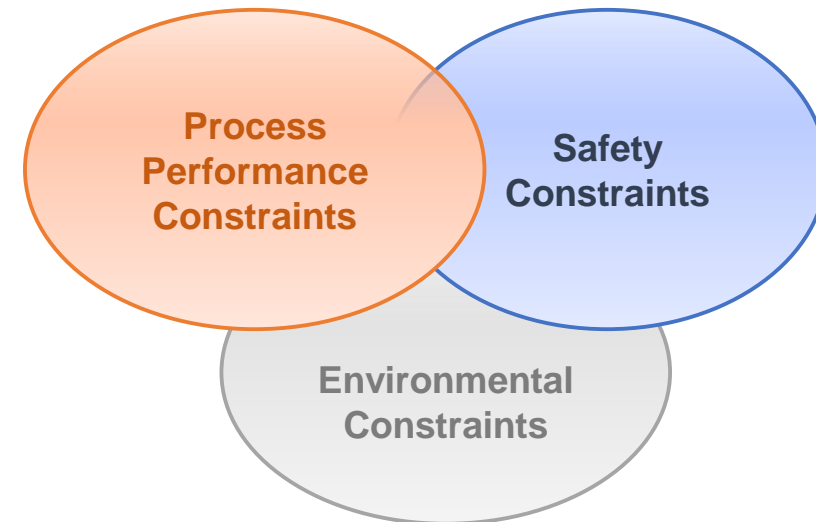 Process
Performance
Constraints
Safety
Constraints
Environmental
Constraints